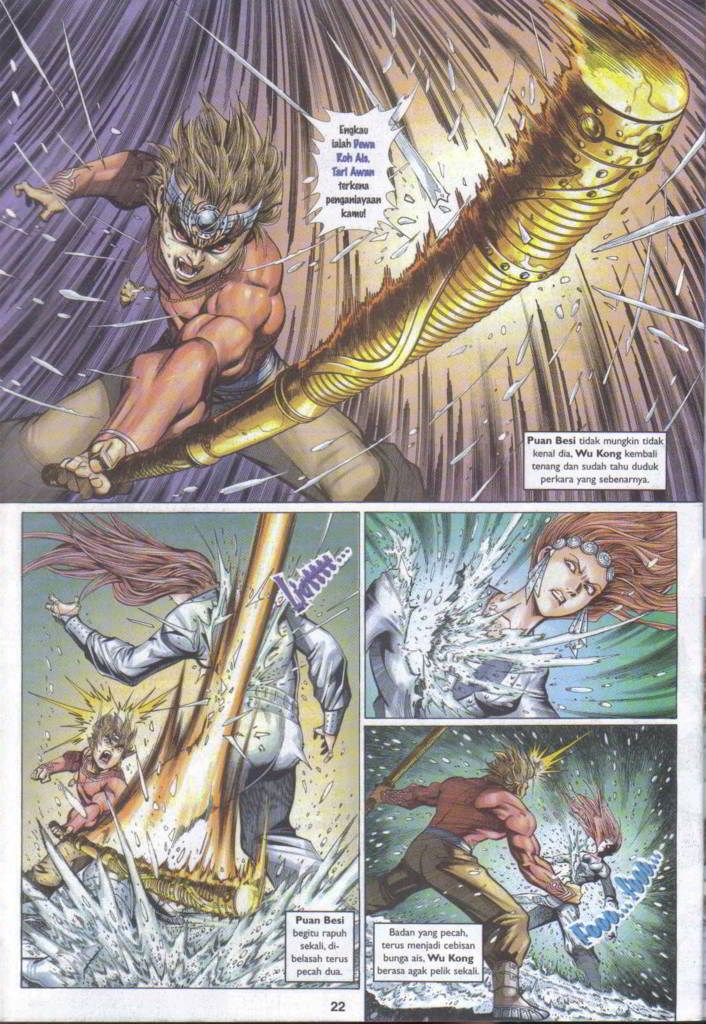 Engkau
ialah Dewa
Roh Ais,
Tari Awan
terkena
penganiayaan
kamu!
Puan Besi tidak mungkin tidak
kenal dia, Wu Kong kembali
tenang dan sudah tahu duduk
perkara yang sebenarnya.
Puan Besi
begitu rapuh
sekali, di-
belasah terus
pecah dua.
Badan yang pecah,
terus menjadi cebisan
bunga ais, Wu Kong
berasa agak pelik sekali.
22